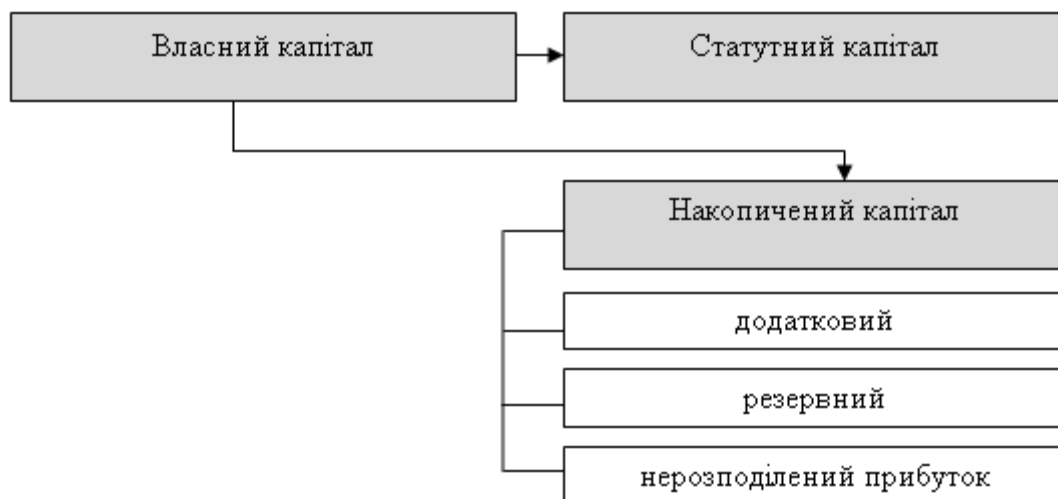 Власний капітал
Статутний капітал
Накопичений капітал
додатковий
резервний
нерозподілений прибуток